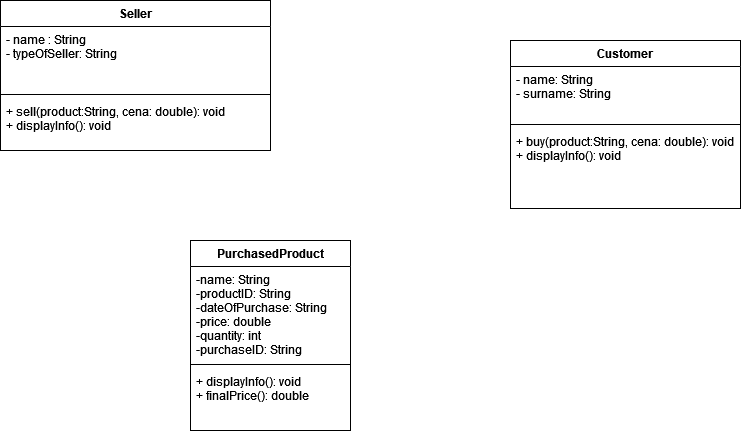 Seller
- name : String
- typeOfSeller: String
+ sell(product:String, cena: double): void
+ displayInfo(): void
Customer
- name: String
- surname: String
+ buy(product:String, cena: double): void
+ displayInfo(): void
PurchasedProduct
-name: String
-productID: String
-dateOfPurchase: String
-price: double
-quantity: int
-purchaseID: String
+ displayInfo(): void
+ finalPrice(): double